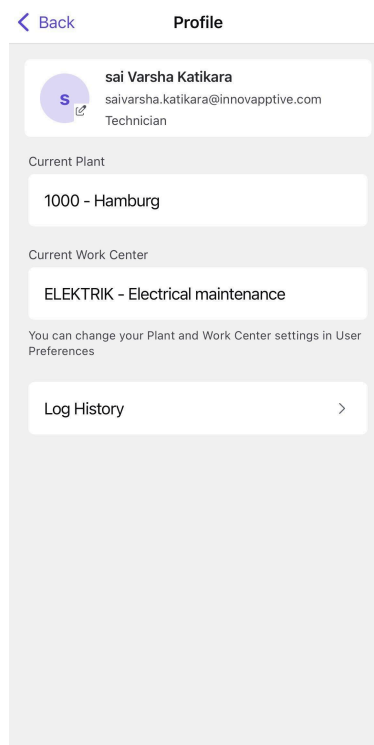 Back
Profile
s
sai Varsha Katikara
saivarsha.katikara@innovapptive.com
Technician
Current Plant
1000 - Hamburg
Current Work Center
ELEKTRIK - Electrical maintenance
You can change your Plant and Work Center settings in User
Preferences
Log History